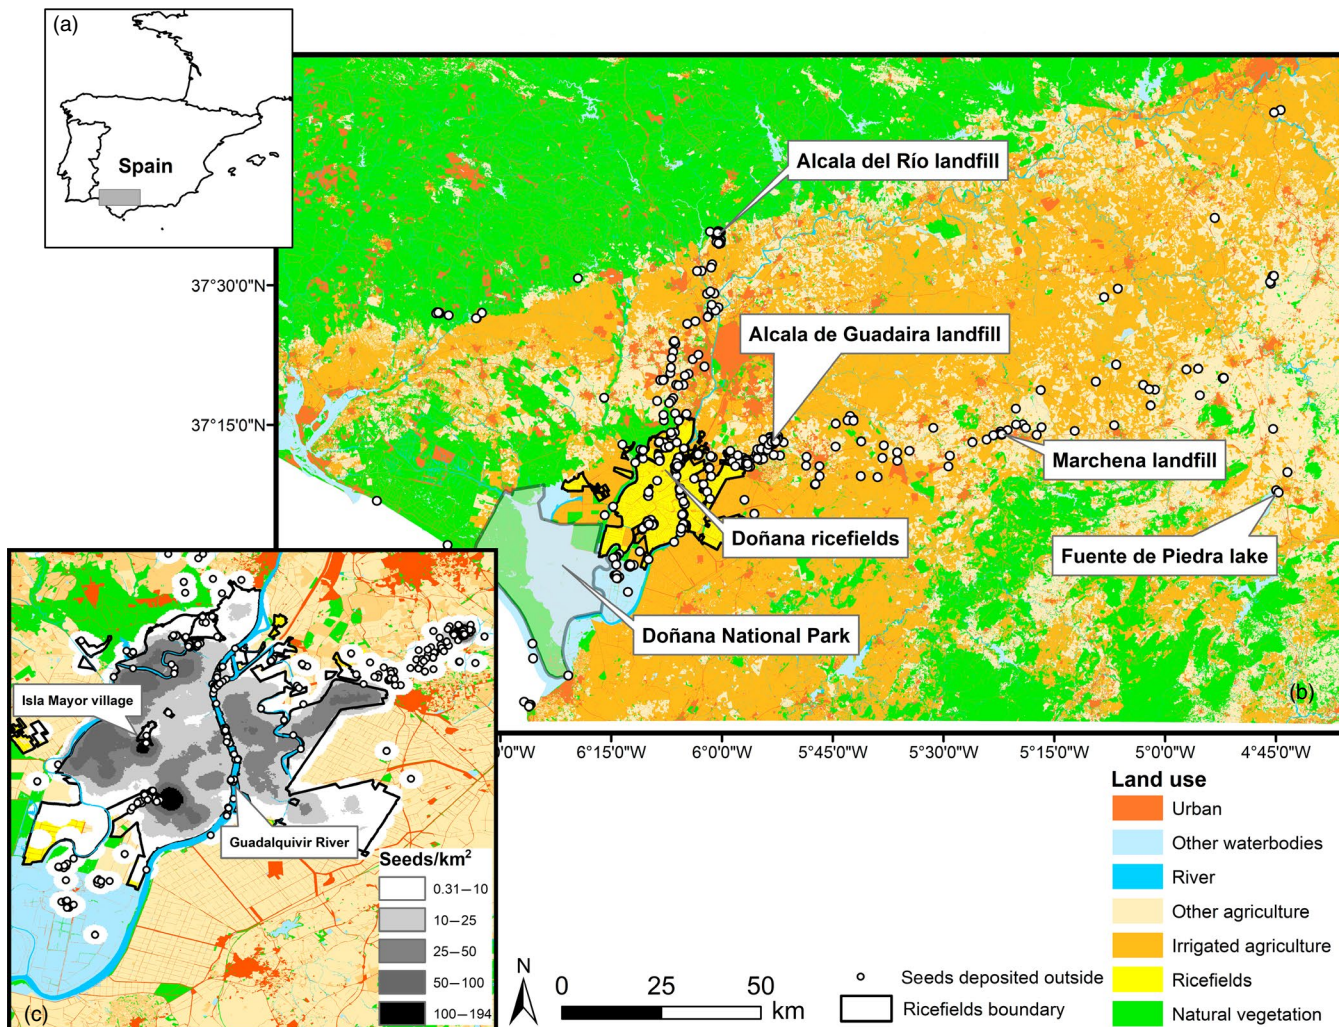 (a)
Spain
Alcala del Río landfill
37°30'0"N
Alcala de Guadaira landfill
37°15'0"N
Marchena landfill
Doñana ricefields
Fuente de Piedra lake
Doñana National Park
(b)
0'0"W
6°15'0"W
6°0'0"W
5°45'0"W
5°30'0"W
5°15'0"W
5°0'0"W
4°45'0"W
Isla Mayor village
Guadalquivir River
Seeds/km²
0.31–10
10–25
25–50
50–100
100–194
(c)
N
0
25
50
km
Seeds deposited outside
Ricefields boundary
Land use
Urban
Other waterbodies
River
Other agriculture
Irrigated agriculture
Ricefields
Natural vegetation